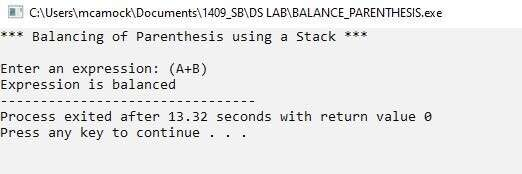 C:\Users\mcamock\Documents\1409_SB\DS LAB\BALANCE_PARENTHESIS.exe
*** Balancing of Parenthesis using a Stack ***
Enter an expression: (A+B)
Expression is balanced
--------------------------------
Process exited after 13.32 seconds with return value 0
Press any key to continue . . .